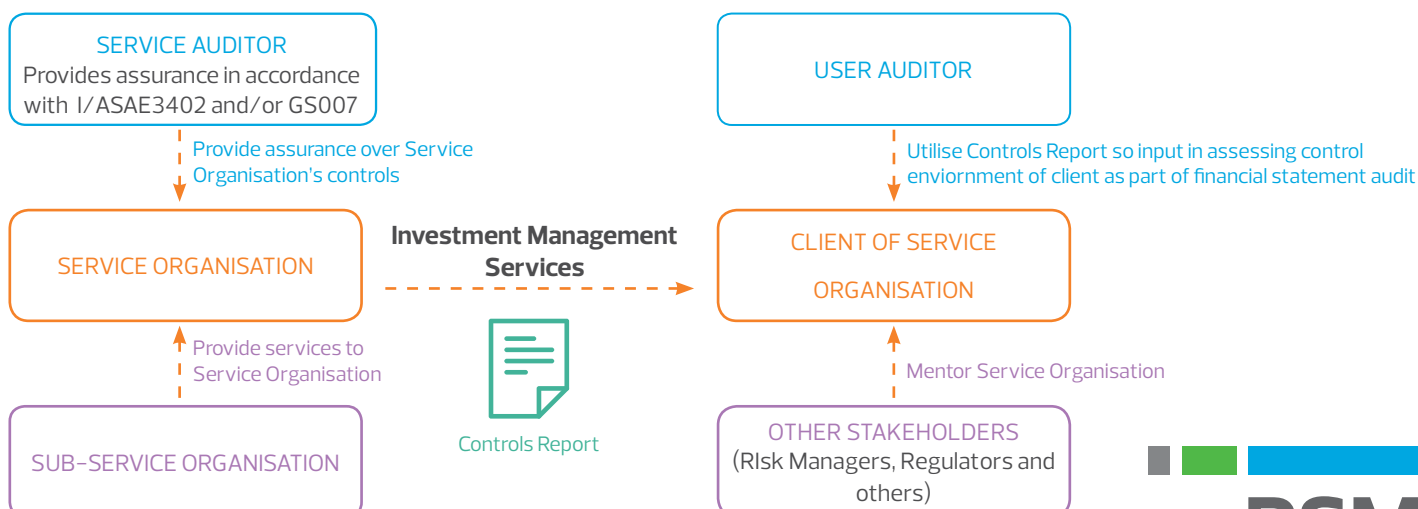 SERVICE AUDITOR
Provides assurance in accordance
with I/ASAE3402 and/or GS007
USER AUDITOR
Provide assurance over Service
Organisation's controls
Utilise Controls Report so input in assessing control
enviornment of client as part of financial statement audit
SERVICE ORGANISATION
Investment Management
Services
CLIENT OF SERVICE
ORGANISATION
Provide services to
Service Organisation
Controls Report
Mentor Service Organisation
SUB-SERVICE ORGANISATION
OTHER STAKEHOLDERS
(RIsk Managers, Regulators and
others)
RSM